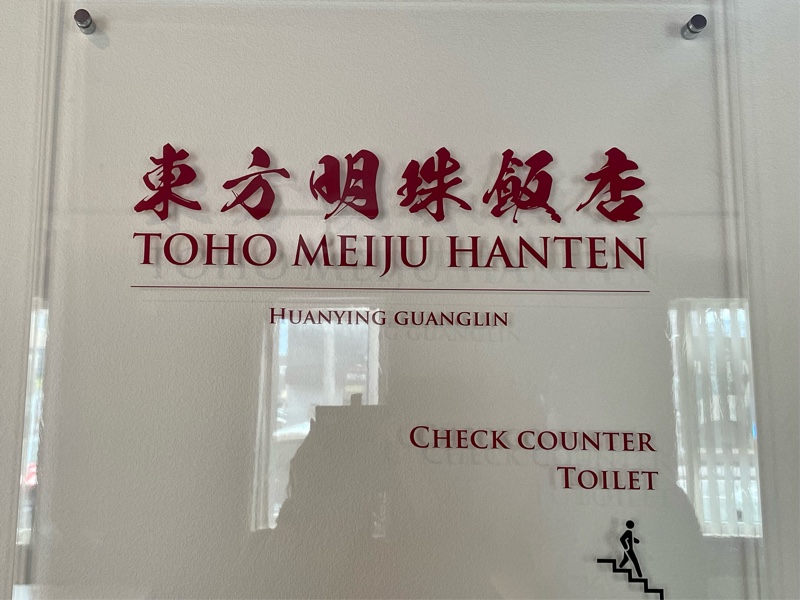 東方明珠飯店
TOHO MEIJU HANTEN
HUANYING GUANGLIN
CHECK COUNTER
TOILET